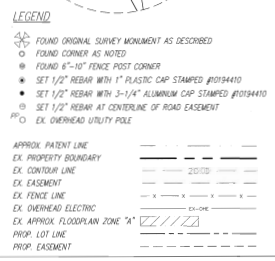 LEGEND
FOUND ORIGINAL SURVEY MONUMENT AS DESCRIBED
FOUND CORNER AS NOTED
FOUND 6"-10" FENCE POST CORNER
SET 1/2" REBAR WITH 1" PLASTIC CAP STAMPED #10194410
SET 1/2" REBAR WITH 3-1/4" ALUMINUM CAP STAMPED #10194410
SET 1/2" REBAR AT CENTERLINE OF ROAD EASEMENT
PP EX. OVERHEAD UTILITY POLE
APPROX. PATENT LINE
EX. PROPERTY BOUNDARY
EX. CONTOUR LINE 2000
EX. EASEMENT
EX. FENCE LINE X X X X
EX. OVERHEAD ELECTRIC EX-OHE
EX. APPROX. FLOODPLAIN ZONE "A"
PROP. LOT LINE
PROP. EASEMENT